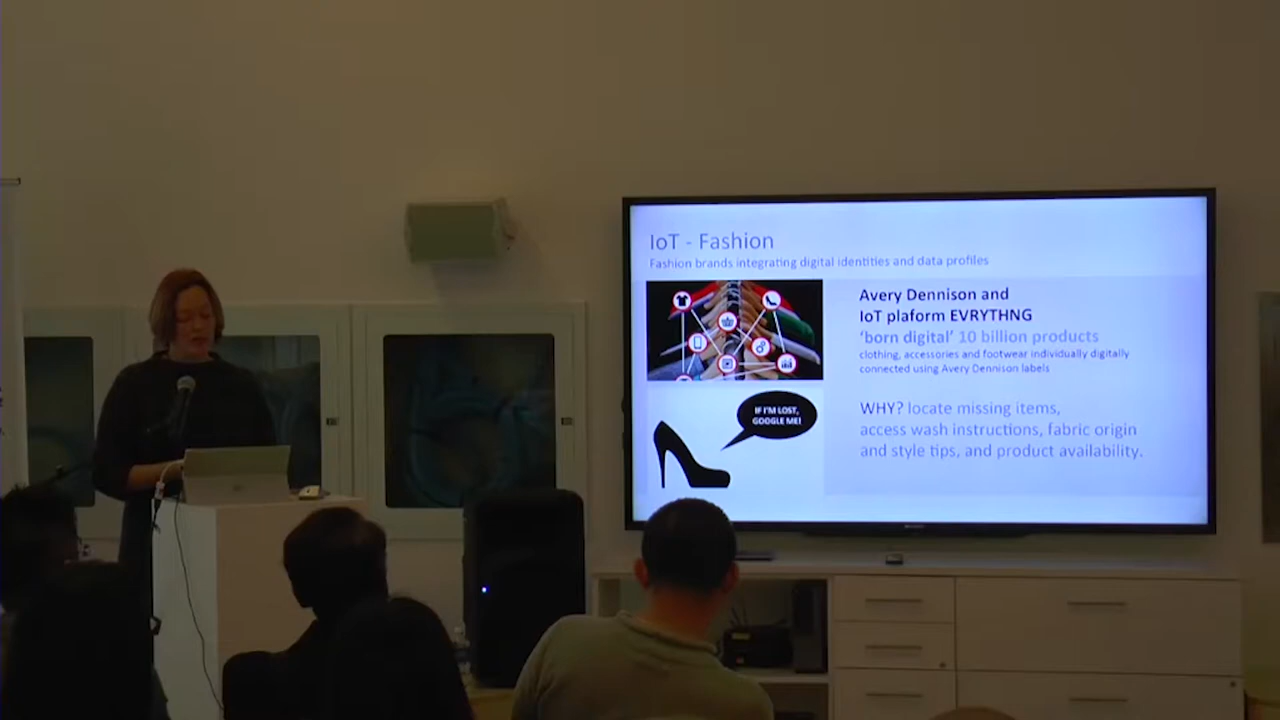 IoT - Fashion
Fashion brands integrating digital identities and data profiles
Avery Dennison and
IoT plaform EVRYTHNG
'born digital' 10 billion products
clothing, accessories and footwear individually digitally
connected using Avery Dennison labels
IF I'M LOST,
GOOGLE ME!
WHY? locate missing items,
access wash instructions, fabric origin
and style tips, and product availability.